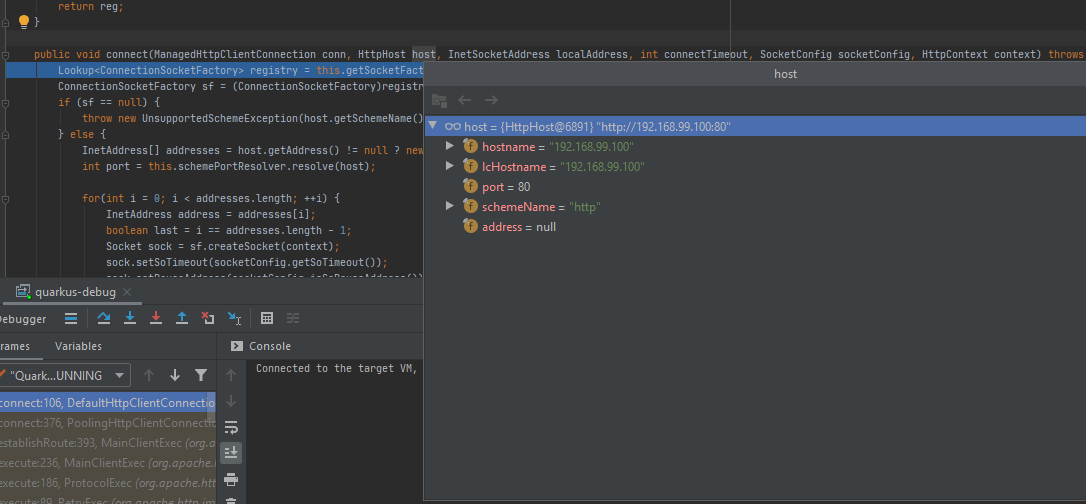 return reg;
}
public void connect(ManagedHttpClientConnection conn, HttpHost host, InetSocketAddress localAddress, int connectTimeout, SocketConfig socketConfig, HttpContext context) throws
Lookup<ConnectionSocketFactory> registry = this.getSocketFact
ConnectionSocketFactory sf = (ConnectionSocketFactory)registr
if (sf == null) {
throw new UnsupportedSchemeException(host.getSchemeName()
} else {
InetAddress[] addresses = host.getAddress() != null ? new
int port = this.schemePortResolver.resolve(host);
for(int i = 0; i < addresses.length; ++i) {
InetAddress address = addresses[i];
boolean last = i == addresses.length - 1;
Socket sock = sf.createSocket(context);
sock.setSoTimeout(socketConfig.getSoTimeout());
sock.setReuseAddress(socketConfig.isSoReuseAddress())
host
host = {HttpHost@6891} "http://192.168.99.100:80"
hostname = "192.168.99.100"
lcHostname = "192.168.99.100"
port = 80
schemeName = "http"
address = null
quarkus-debug
Debugger
rames
Variables
Console
"Quark...UNNING
Connected to the target VM,
connect:106, DefaultHttpClientConnectio
connect:376, PoolingHttpClientConnection
establishRoute:393, MainClientExec (org.a
execute:236, MainClientExec (org.apache.h
execute:186, ProtocolExec (org.apache.htt
execute:89, RetryExec (org.apache.http.im